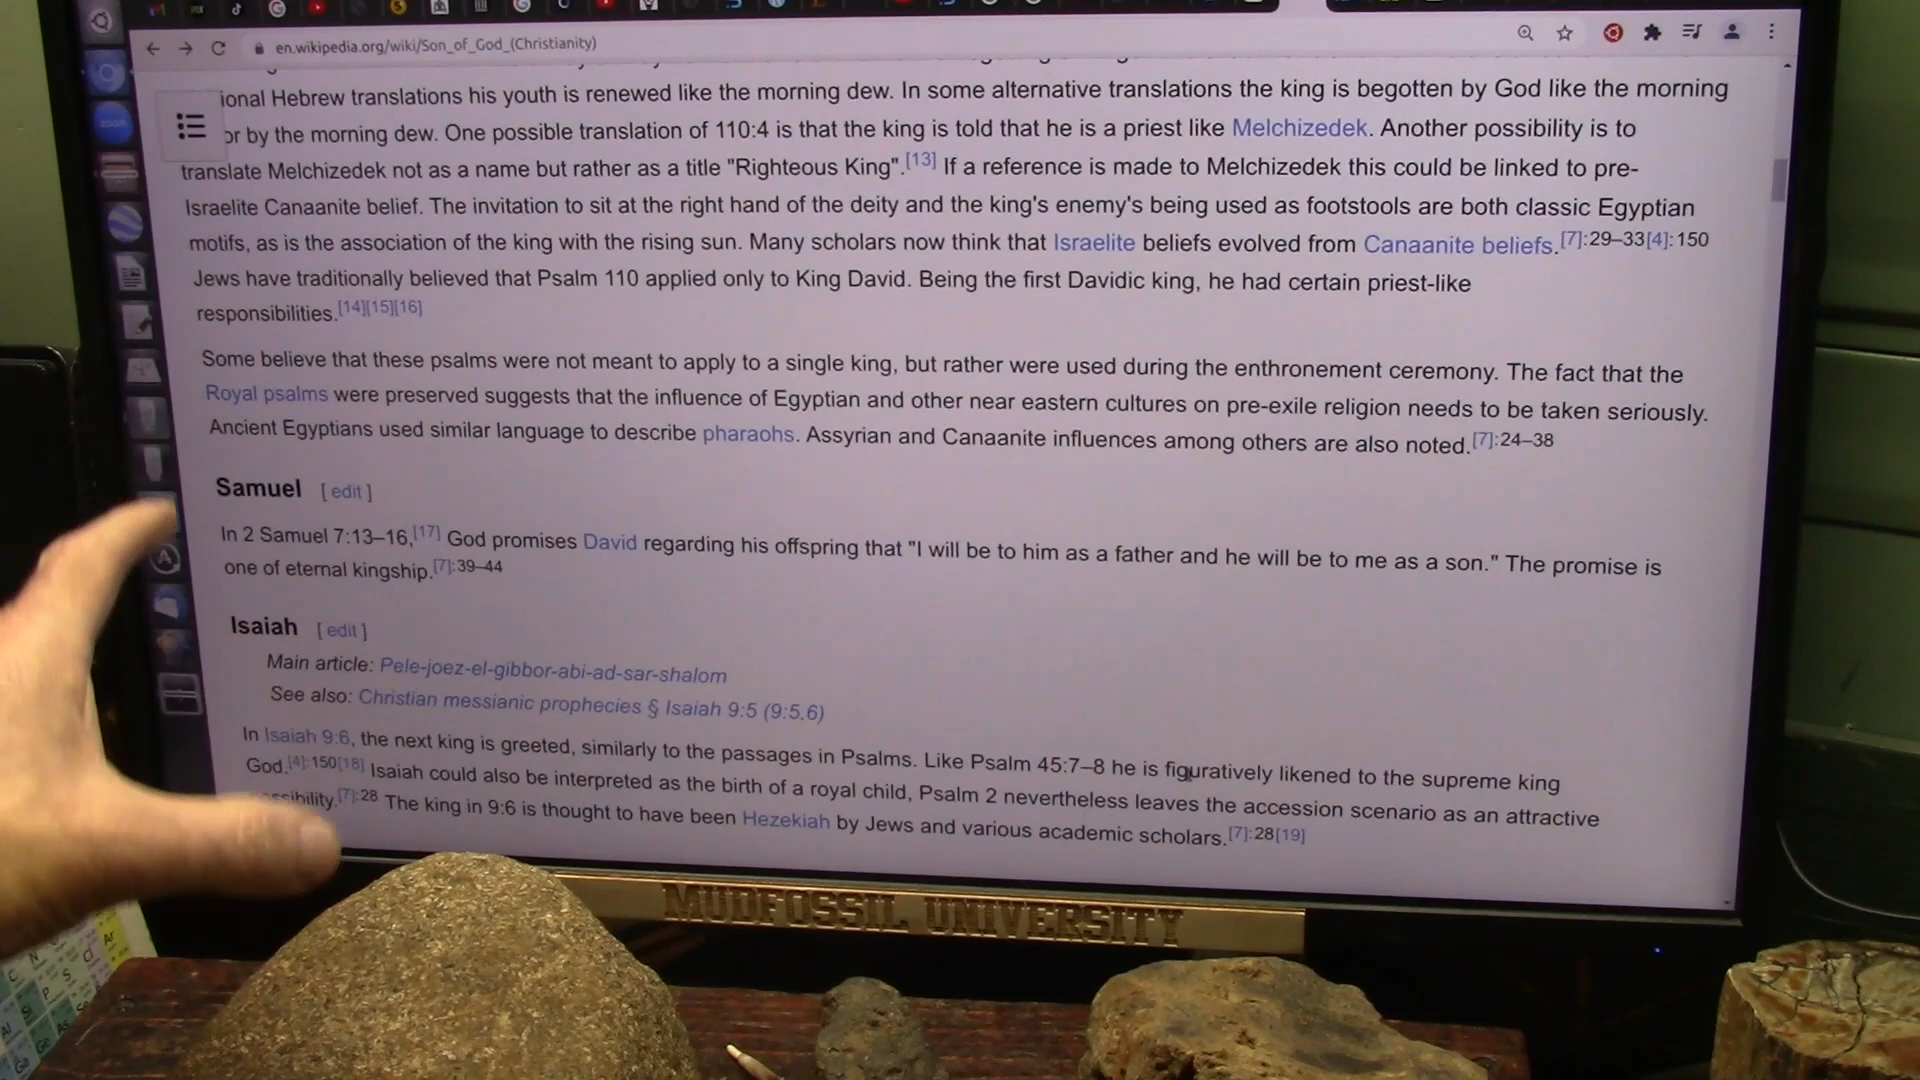 en.wikipedia.org/wiki/Son_of_God_(Christianity)
ional Hebrew translations his youth is renewed like the morning dew. In some alternative translations the king is begotten by God like the morning
or by the morning dew. One possible translation of 110:4 is that the king is told that he is a priest like Melchizedek. Another possibility is to
translate Melchizedek not as a name but rather as a title "Righteous King".[13] If a reference is made to Melchizedek this could be linked to pre-
Israelite Canaanite belief. The invitation to sit at the right hand of the deity and the king's enemy's being used as footstools are both classic Egyptian
motifs, as is the association of the king with the rising sun. Many scholars now think that Israelite beliefs evolved from Canaanite beliefs.[7]:29–33[4]:150
Jews have traditionally believed that Psalm 110 applied only to King David. Being the first Davidic king, he had certain priest-like
responsibilities.[14][15][16]
Some believe that these psalms were not meant to apply to a single king, but rather were used during the enthronement ceremony. The fact that the
Royal psalms were preserved suggests that the influence of Egyptian and other near eastern cultures on pre-exile religion needs to be taken seriously.
Ancient Egyptians used similar language to describe pharaohs. Assyrian and Canaanite influences among others are also noted.[7]:24–38
Samuel [edit]
In 2 Samuel 7:13–16,[17] God promises David regarding his offspring that "I will be to him as a father and he will be to me as a son." The promise is
one of eternal kingship.[7]:39–44
Isaiah [edit]
Main article: Pele-joez-el-gibbor-abi-ad-sar-shalom
See also: Christian messianic prophecies § Isaiah 9:5 (9:5.6)
In Isaiah 9:6, the next king is greeted, similarly to the passages in Psalms. Like Psalm 45:7–8 he is figuratively likened to the supreme king
God.[4]:150[18] Isaiah could also be interpreted as the birth of a royal child, Psalm 2 nevertheless leaves the accession scenario as an attractive
ssibility.[7]:28 The king in 9:6 is thought to have been Hezekiah by Jews and various academic scholars.[7]:28[19]
MUDFOSSIL UNIVERSITY
zoom
A
Ar
N
Cl
C
S
P
Si
Se
As
Al
Ge
Ga